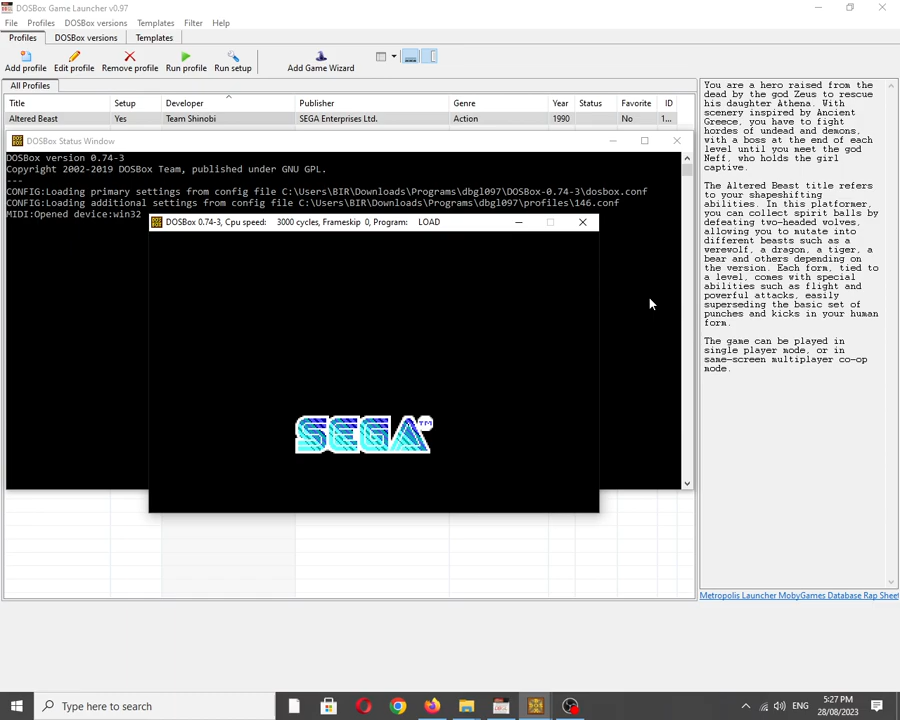 DOSBox Game Launcher v0.97
File Profiles DOSBox versions Templates Filter Help
Profiles DOSBox versions Templates
Add profile Edit profile Remove profile Run profile Run setup Add Game Wizard
All Profiles
Title Setup Developer Publisher Genre Year Status Favorite ID
Altered Beast Yes Team Shinobi SEGA Enterprises Ltd. Action 1990 No 1...
DOSBox Status Window
DOSBox version 0.74-3
Copyright 2002-2019 DOSBox Team, published under GNU GPL.
---
CONFIG:Loading primary settings from config file C:\Users\BIR\Downloads\Programs\dbgl097\DOSBox-0.74-3\dosbox.conf
CONFIG:Loading additional settings from config file C:\Users\BIR\Downloads\Programs\dbgl097\profiles\146.conf
MIDI:Opened device:win32
DOSBox 0.74-3, Cpu speed: 3000 cycles, Frameskip 0, Program: LOAD
SEGA TM
You are a hero raised from the
dead by the god Zeus to rescue
his daughter Athena. With
scenery inspired by Ancient
Greece, you have to fight
hordes of undead and demons,
with a boss at the end of each
level until you meet the god
Neff, who holds the girl
captive.
The Altered Beast title refers
to your shapeshifting
abilities. In this platformer,
you can collect spirit balls by
defeating two-headed wolves,
allowing you to mutate into
different beasts such as a
werewolf, a dragon, a tiger, a
bear and others depending on
the version. Each form, tied to
a level, comes with special
abilities such as flight and
powerful attacks, easily
superseding the basic set of
punches and kicks in your human
form.
The game can be played in
single player mode, or in
same-screen multiplayer co-op
mode.
Metropolis Launcher MobyGames Database Rap Sheet
Type here to search
ENG
5:27 PM
28/08/2023